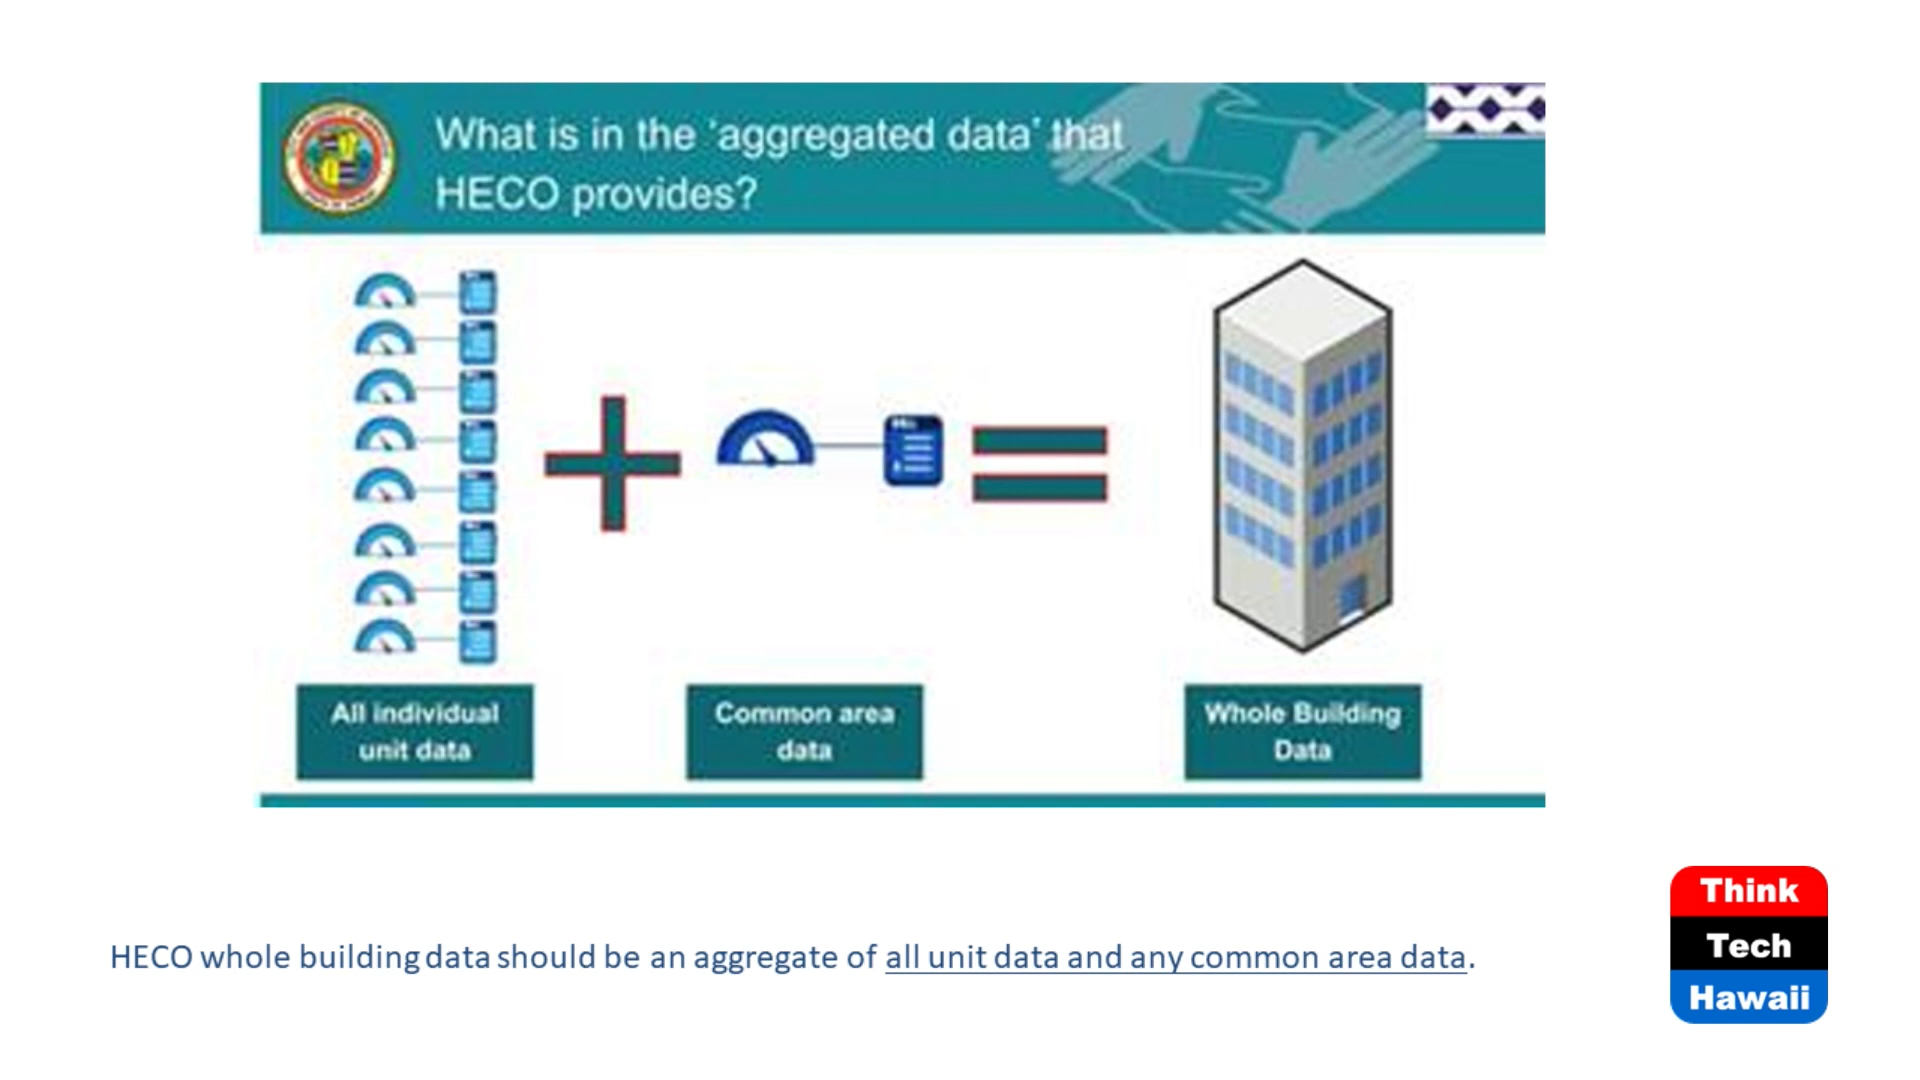 What is in the 'aggregated data' that
HECO provides?
All individual
unit data
Common area
data
Whole Building
Data
HECO whole building data should be an aggregate of all unit data and any common area data.
Think
Tech
Hawaii